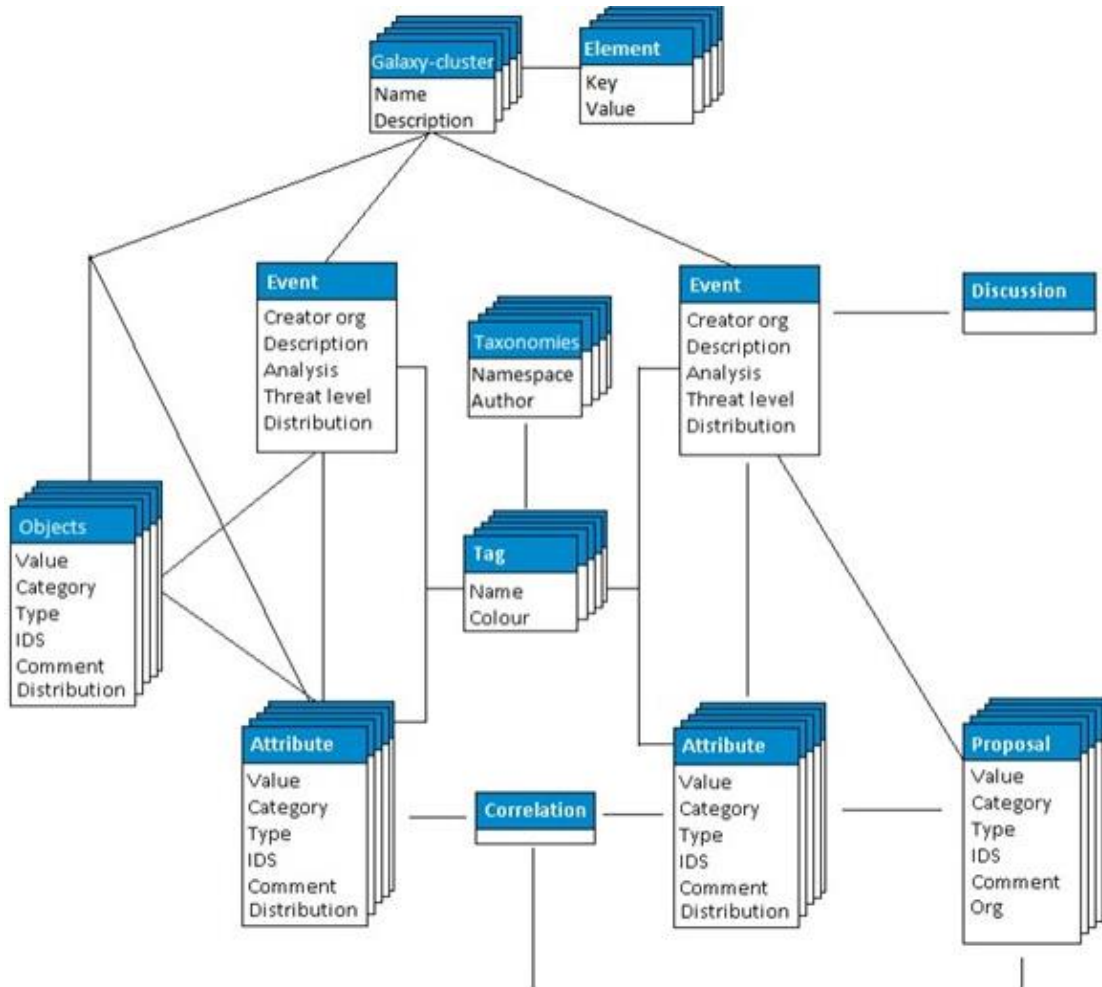 Galaxy-cluster
Name
Description
Element
Key
Value
Event
Creator org
Description
Analysis
Threat level
Distribution
Taxonomies
Namespace
Author
Event
Creator org
Description
Analysis
Threat level
Distribution
Discussion
Objects
Value
Category
Type
IDS
Comment
Distribution
Tag
Name
Colour
Attribute
Value
Category
Type
IDS
Comment
Distribution
Correlation
Attribute
Value
Category
Type
IDS
Comment
Distribution
Proposal
Value
Category
Type
IDS
Comment
Org